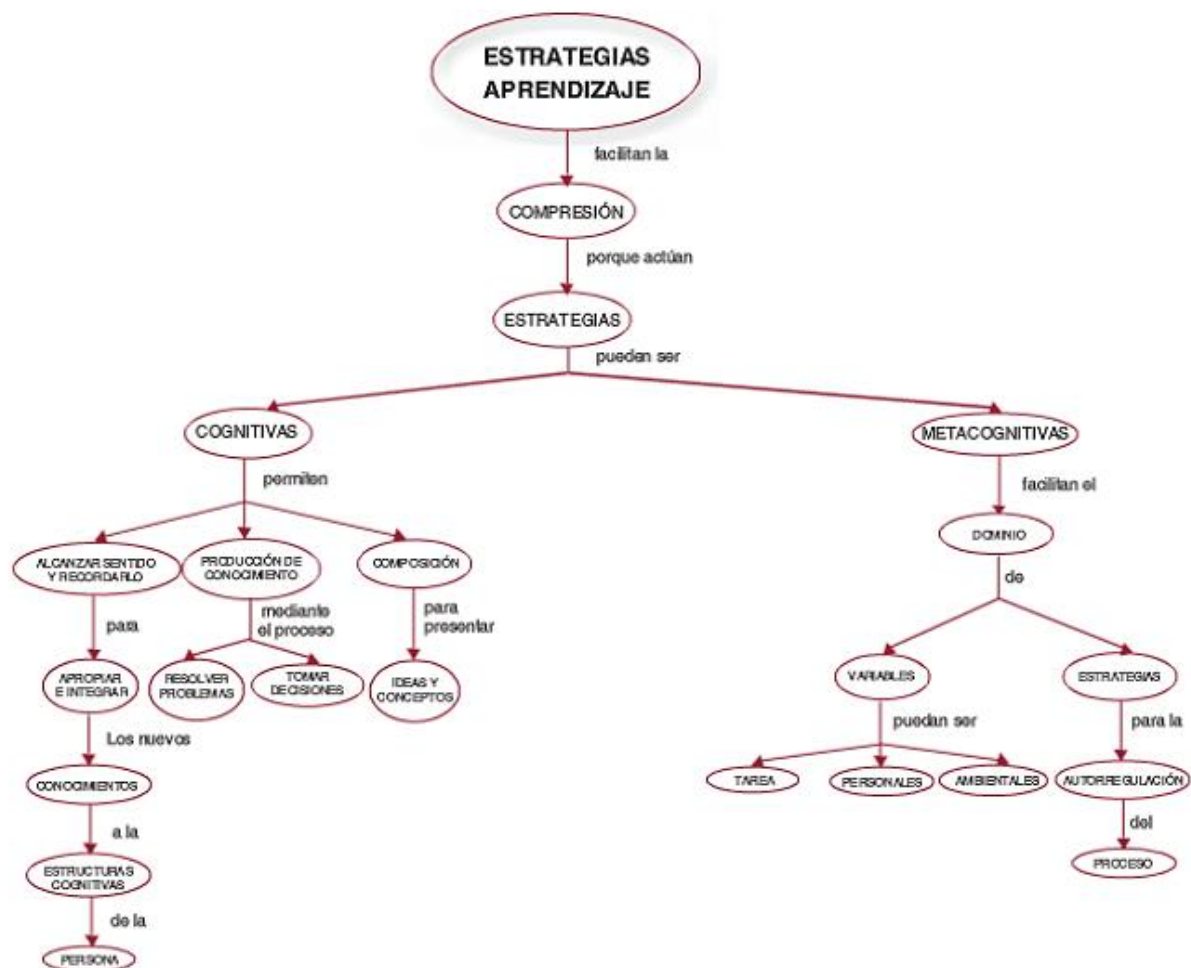 ESTRATEGIAS
APRENDIZAJE
facilitan la
COMPRESIÓN
porque actúan
ESTRATEGIAS
pueden ser
COGNITIVAS
METACOGNITIVAS
permiten
facilitan el
ALCANZAR SENTIDO
Y RECORDARLO
PRODUCCIÓN DE
CONOCIMIENTO
COMPOSICIÓN
DOMINIO
de
para
mediante
el proceso
para
presentar
APROPIAR
E INTEGRAR
RESOLVER
PROBLEMAS
TOMAR
DECISIONES
IDEAS Y
CONCEPTOS
VARIABLES
ESTRATEGIAS
Los nuevos
puedan ser
para la
CONOCIMIENTOS
TAREA
PERSONALES
AMBIENTALES
AUTORREGULACIÓN
a la
del
ESTRUCTURAS
COGNITIVAS
PROCESO
de la
PERSONA